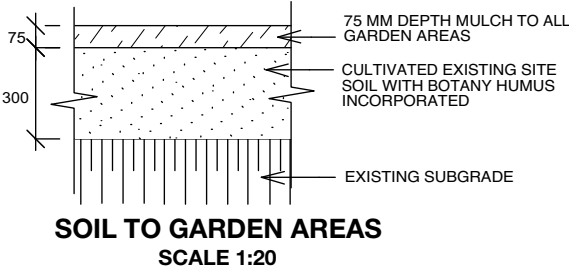 75 MM DEPTH MULCH TO ALL
GARDEN AREAS
75
CULTIVATED EXISTING SITE
SOIL WITH BOTANY HUMUS
INCORPORATED
300
EXISTING SUBGRADE
SOIL TO GARDEN AREAS
SCALE 1:20